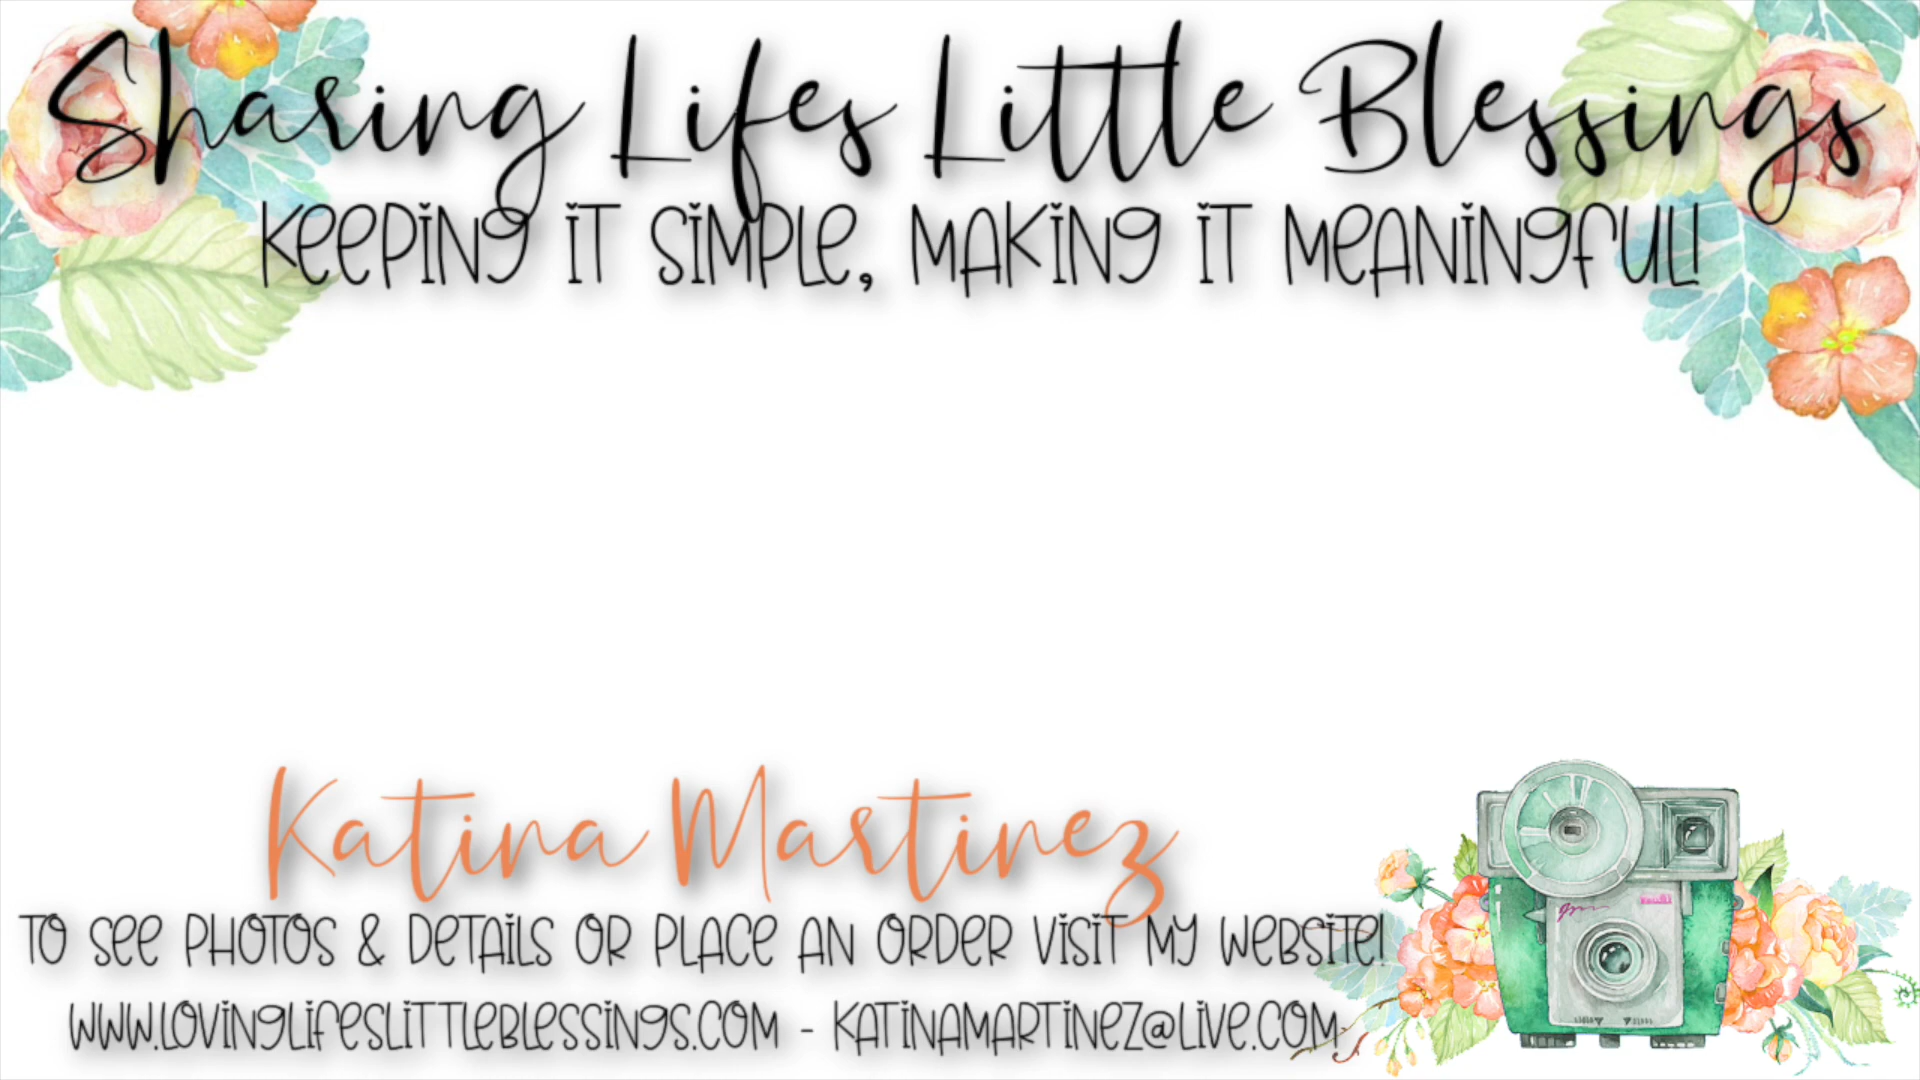 Sharing Lifes Little Blessings
KEEPING IT SIMPLE, MAKING IT MEANINGFUL!
Katina Martinez
TO SEE PHOTOS & DETAILS OR PLACE AN ORDER VISIT MY WEBSITE!
WWW.LOVINGLIFESLITTLEBLESSINGS.COM - KATINAMARTINEZ@LIVE.COM